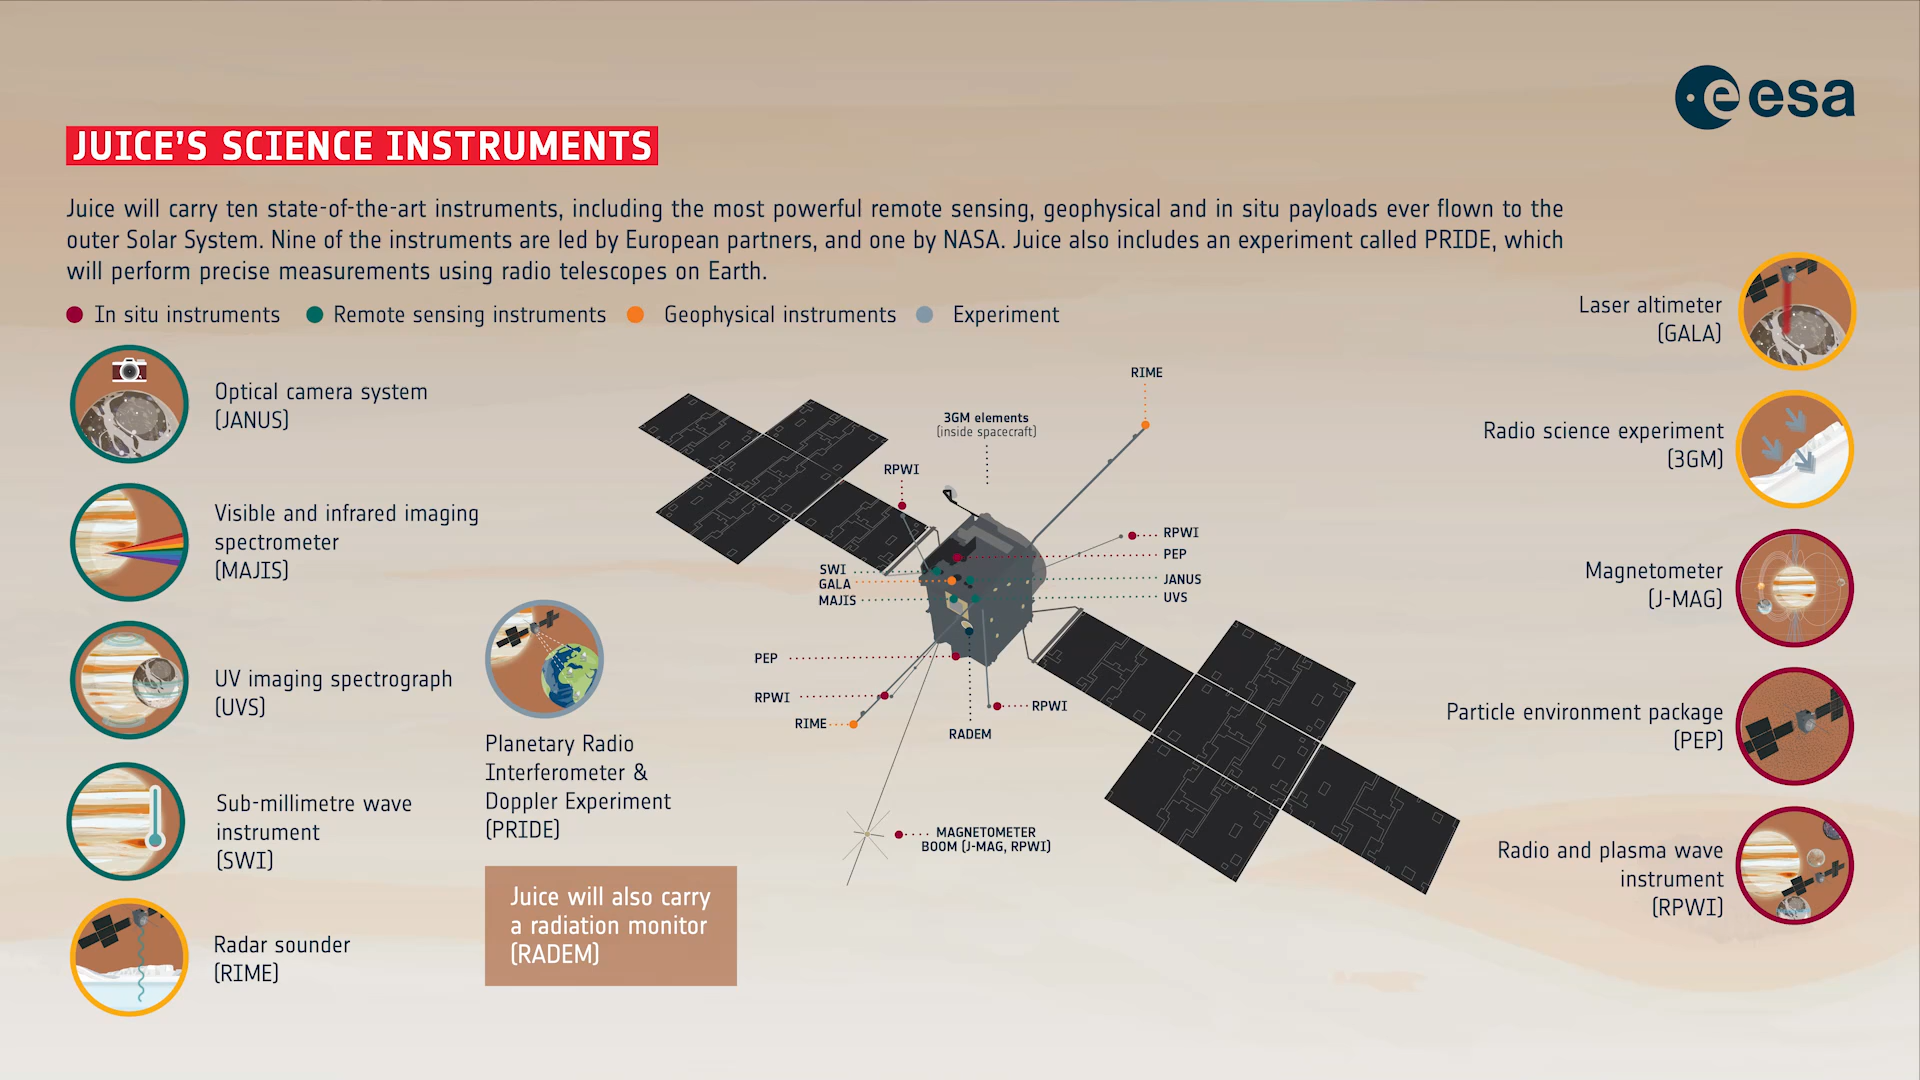 esa
JUICE'S SCIENCE INSTRUMENTS
Juice will carry ten state-of-the-art instruments, including the most powerful remote sensing, geophysical and in situ payloads ever flown to the
outer Solar System. Nine of the instruments are led by European partners, and one by NASA. Juice also includes an experiment called PRIDE, which
will perform precise measurements using radio telescopes on Earth.
In situ instruments
Remote sensing instruments
Geophysical instruments
Experiment
Optical camera system
(JANUS)
Visible and infrared imaging
spectrometer
(MAJIS)
UV imaging spectrograph
(UVS)
Sub-millimetre wave
instrument
(SWI)
Radar sounder
(RIME)
Planetary Radio
Interferometer &
Doppler Experiment
(PRIDE)
Juice will also carry
a radiation monitor
(RADEM)
RIME
3GM elements
(inside spacecraft)
RPWI
RPWI
PEP
SWI
GALA
MAJIS
JANUS
UVS
PEP
RPWI
RIME
RPWI
RADEM
MAGNETOMETER
BOOM (J-MAG, RPWI)
Laser altimeter
(GALA)
Radio science experiment
(3GM)
Magnetometer
(J-MAG)
Particle environment package
(PEP)
Radio and plasma wave
instrument
(RPWI)